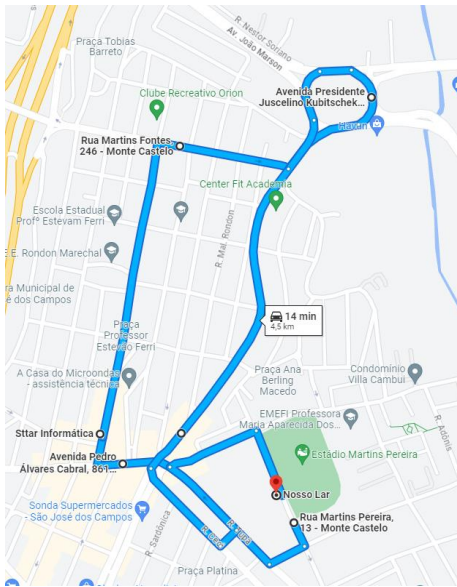 R. Nestor Soriano
Av. João Marson
Praça Tobias
Barreto
Clube Recreativo Orion
Avenida Presidente
Juscelino Kubitschek...
Havan
Rua Martins Fontes,
246 - Monte Castelo
Center Fit Academia
Escola Estadual
Profº Estevam Ferri
R. Mal. Rondon
E E. Rondon Marechal
ra Municipal de
é dos Campos
14 min
4,5 km
Praça
Professor
Estevão Ferri
A Casa do Microondas
- assistência técnica
Praça Ana
Berling
Macedo
Condomínio
Villa Cambui
EMEFI Professora
Maria Aparecida Dos...
R. Adônis
Sttar Informática
Estádio Martins Pereira
Avenida Pedro
Álvares Cabral, 861...
Nosso Lar
Sonda Supermercados
- São José dos Campos
R. Sardônica
Rua Martins Pereira,
13 - Monte Castelo
Praça Platina